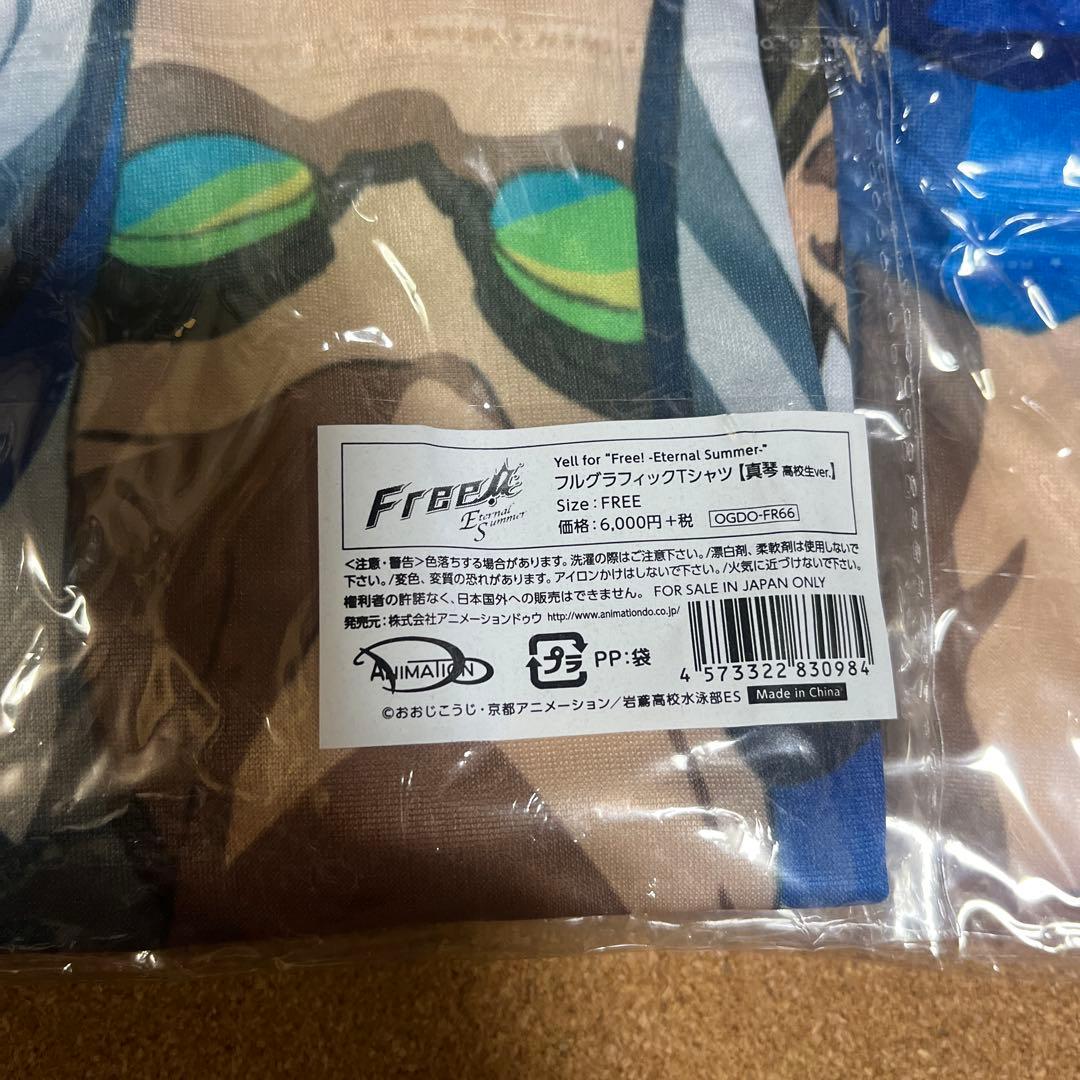 Free!
Eternal
Summer
Yell for "Free! -Eternal Summer-"
フルグラフィックTシャツ【真琴 高校生ver.】
Size : FREE
価格 : 6,000円+税 OGDO-FR66
<注意・警告>色落ちする場合があります。洗濯の際はご注意下さい。/漂白剤、柔軟剤は使用しないで
下さい。/変色、変質の恐れがあります。アイロンかけはしないで下さい。/火気に近づけないで下さい。
権利者の許諾なく、日本国外への販売はできません。 FOR SALE IN JAPAN ONLY
発売元:株式会社アニメーションドゥウ http://www.animationdo.co.jp/
ANIMATION
プラ PP:袋
4 573322 830984
©おおじこうじ・京都アニメーション/岩鳶高校水泳部ES Made in China